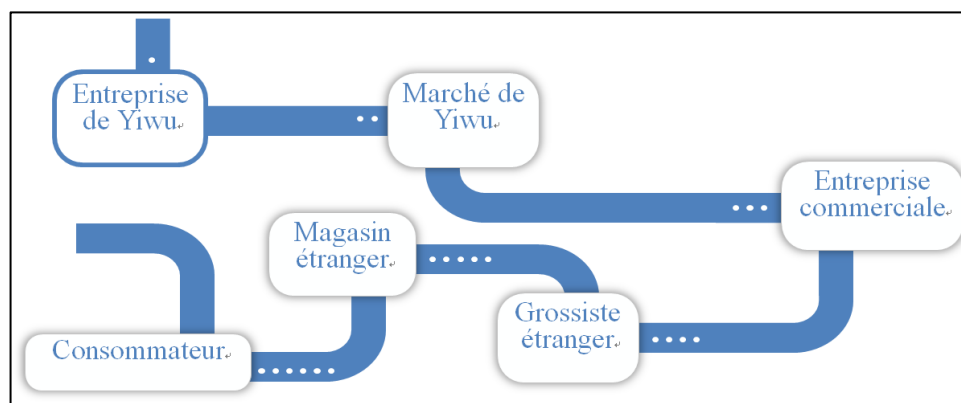 Entreprise
de Yiwu
Marché de
Yiwu
Entreprise
commerciale
Grossiste
étranger
Magasin
étranger
Consommateur